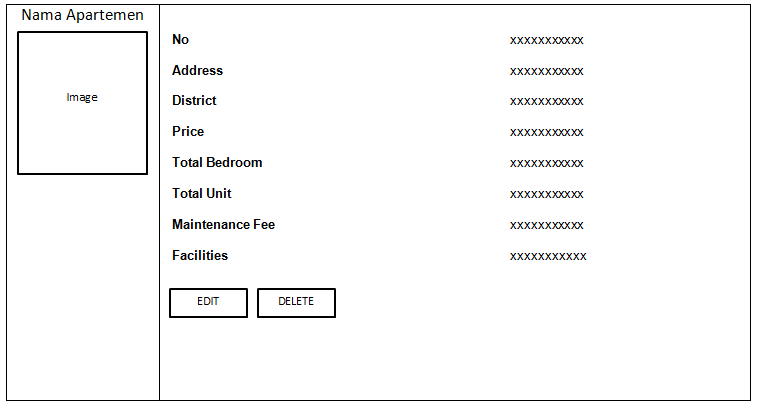 Nama Apartemen
Image
No xxxxxxxxxxx
Address xxxxxxxxxxx
District xxxxxxxxxxx
Price xxxxxxxxxxx
Total Bedroom xxxxxxxxxxx
Total Unit xxxxxxxxxxx
Maintenance Fee xxxxxxxxxxx
Facilities xxxxxxxxxxx
EDIT DELETE